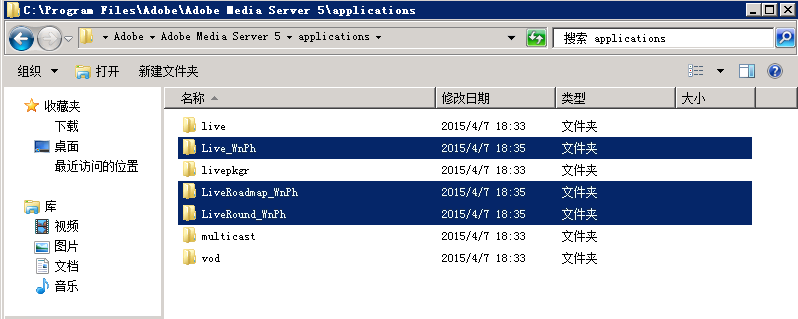 C:\Program Files\Adobe\Adobe Media Server 5\applications
Adobe Adobe Media Server 5 applications
搜索 applications
组织 打开 新建文件夹
名称 修改日期 类型 大小
收藏夹
下载
桌面
最近访问的位置
库
视频
图片
文档
音乐
live 2015/4/7 18:33 文件夹
Live_WnPh 2015/4/7 18:35 文件夹
livepkgr 2015/4/7 18:33 文件夹
LiveRoadmap_WnPh 2015/4/7 18:35 文件夹
LiveRound_WnPh 2015/4/7 18:35 文件夹
multicast 2015/4/7 18:33 文件夹
vod 2015/4/7 18:33 文件夹